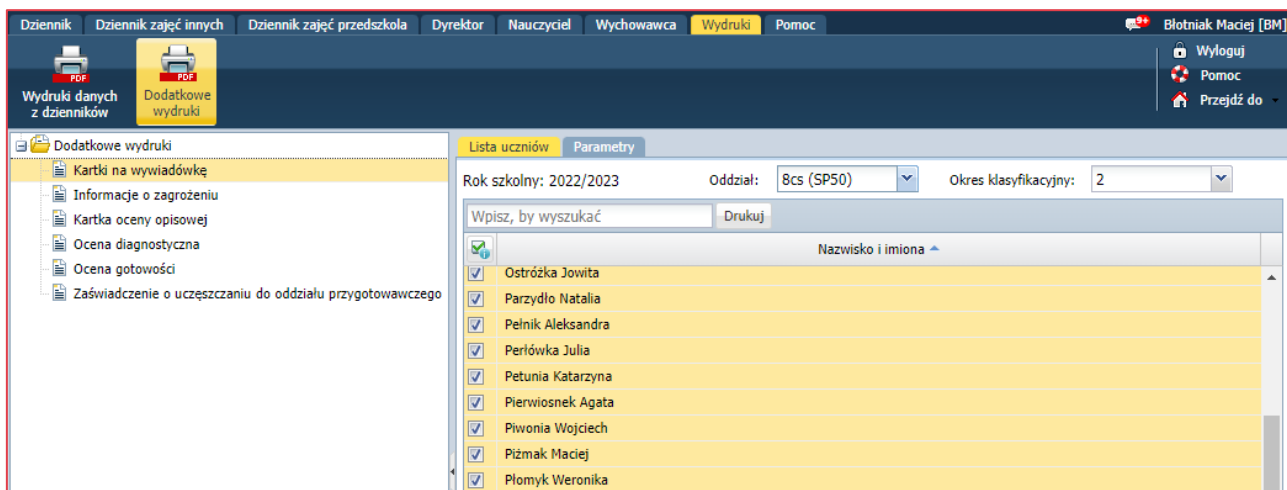 Dziennik Dziennik zajęć innych Dziennik zajęć przedszkola Dyrektor Nauczyciel Wychowawca Wydruki Pomoc 9+ Błotniak Maciej [BM]
PDF PDF
Wydruki danych z dzienników
Dodatkowe wydruki
Wyloguj
Pomoc
Przejdź do
Dodatkowe wydruki
Kartki na wywiadówkę
Informacje o zagrożeniu
Kartka oceny opisowej
Ocena diagnostyczna
Ocena gotowości
Zaświadczenie o uczęszczaniu do oddziału przygotowawczego
Lista uczniów Parametry
Rok szkolny: 2022/2023 Oddział: 8cs (SP50) Okres klasyfikacyjny: 2
Wpisz, by wyszukać Drukuj
Nazwisko i imiona
Ostróżka Jowita
Parzydło Natalia
Pełnik Aleksandra
Perłówka Julia
Petunia Katarzyna
Pierwiosnek Agata
Piwonia Wojciech
Piżmak Maciej
Płomyk Weronika